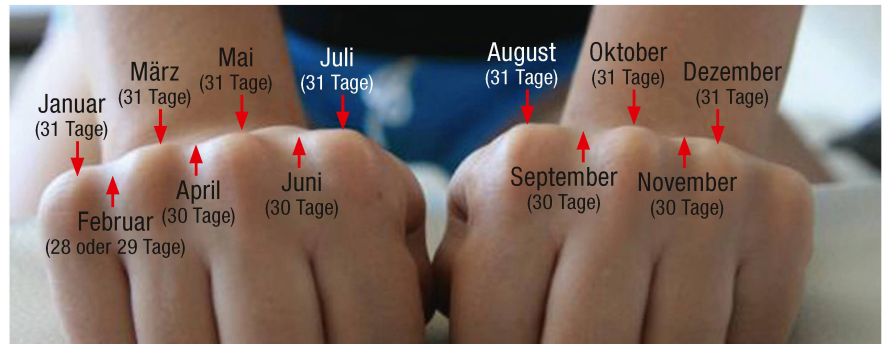 Januar
(31 Tage)
Februar
(28 oder 29 Tage)
März
(31 Tage)
April
(30 Tage)
Mai
(31 Tage)
Juni
(30 Tage)
Juli
(31 Tage)
August
(31 Tage)
September
(30 Tage)
Oktober
(31 Tage)
November
(30 Tage)
Dezember
(31 Tage)